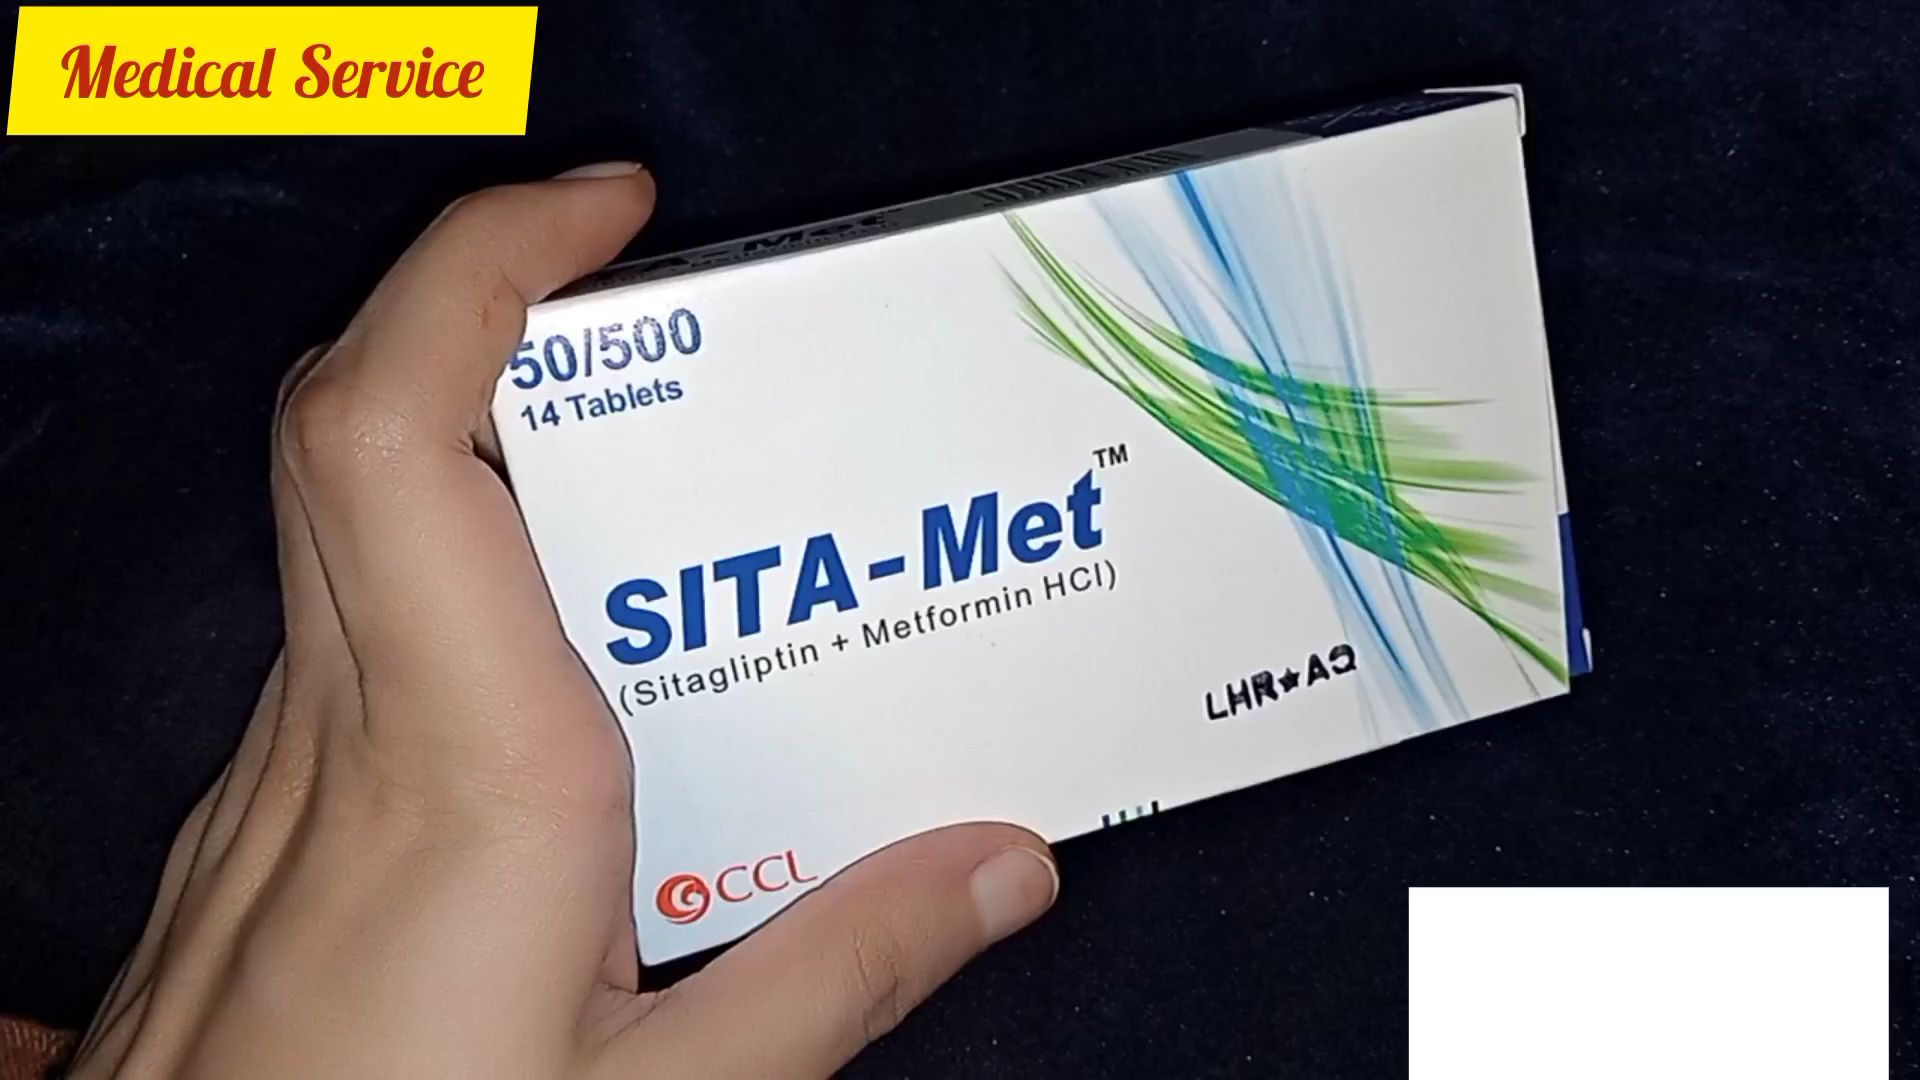 Medical Service
50/500
14 Tablets
SITA-Met™
(Sitagliptin + Metformin HCl)
LHR★AQ
CCL